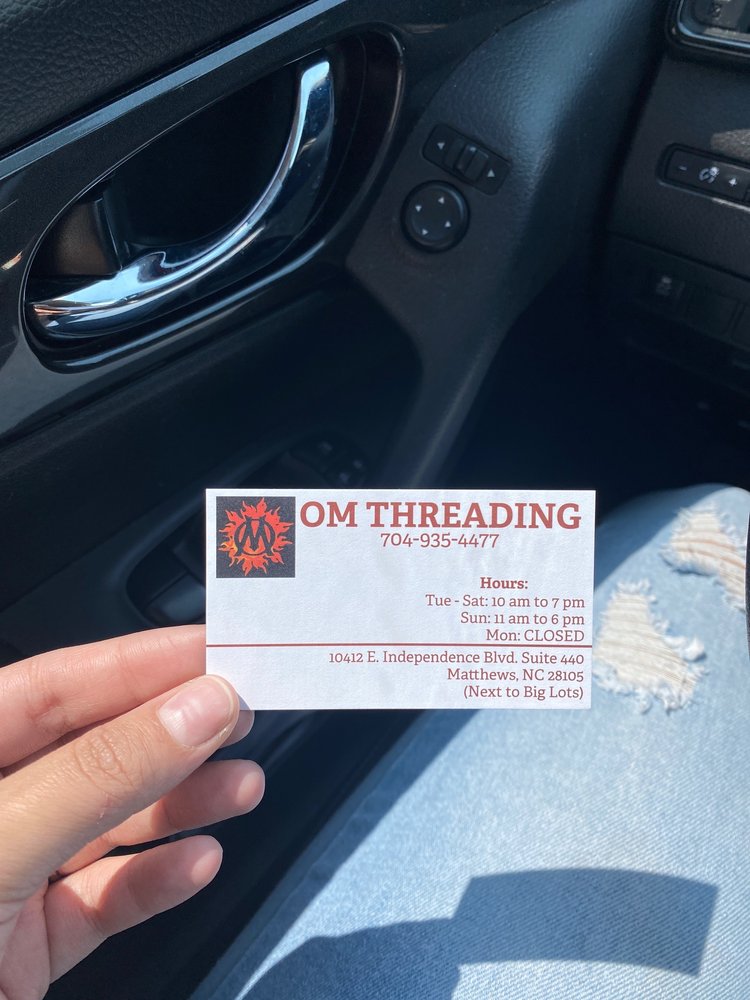 OM THREADING
704-935-4477
Hours:
Tue - Sat: 10 am to 7 pm
Sun: 11 am to 6 pm
Mon: CLOSED
10412 E. Independence Blvd. Suite 440
Matthews, NC 28105
(Next to Big Lots)